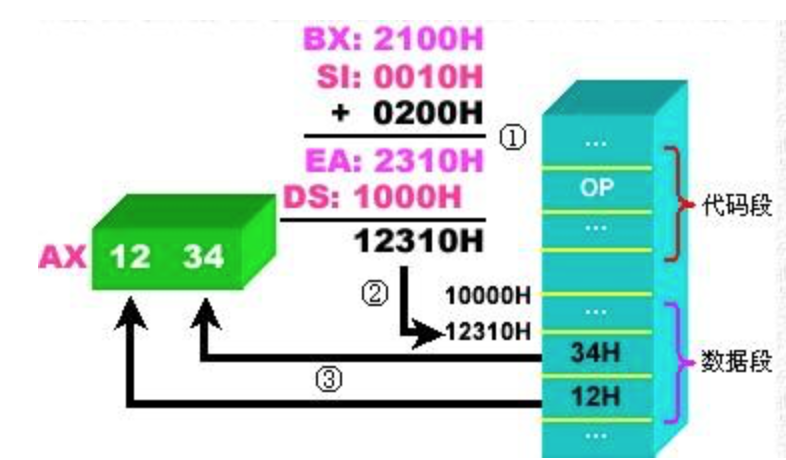 BX: 2100H
SI: 0010H
+ 0200H
①
EA: 2310H
DS: 1000H
12310H
AX 12 34
②
10000H
12310H
③
...
OP
...
...
34H
12H
...
代码段
数据段